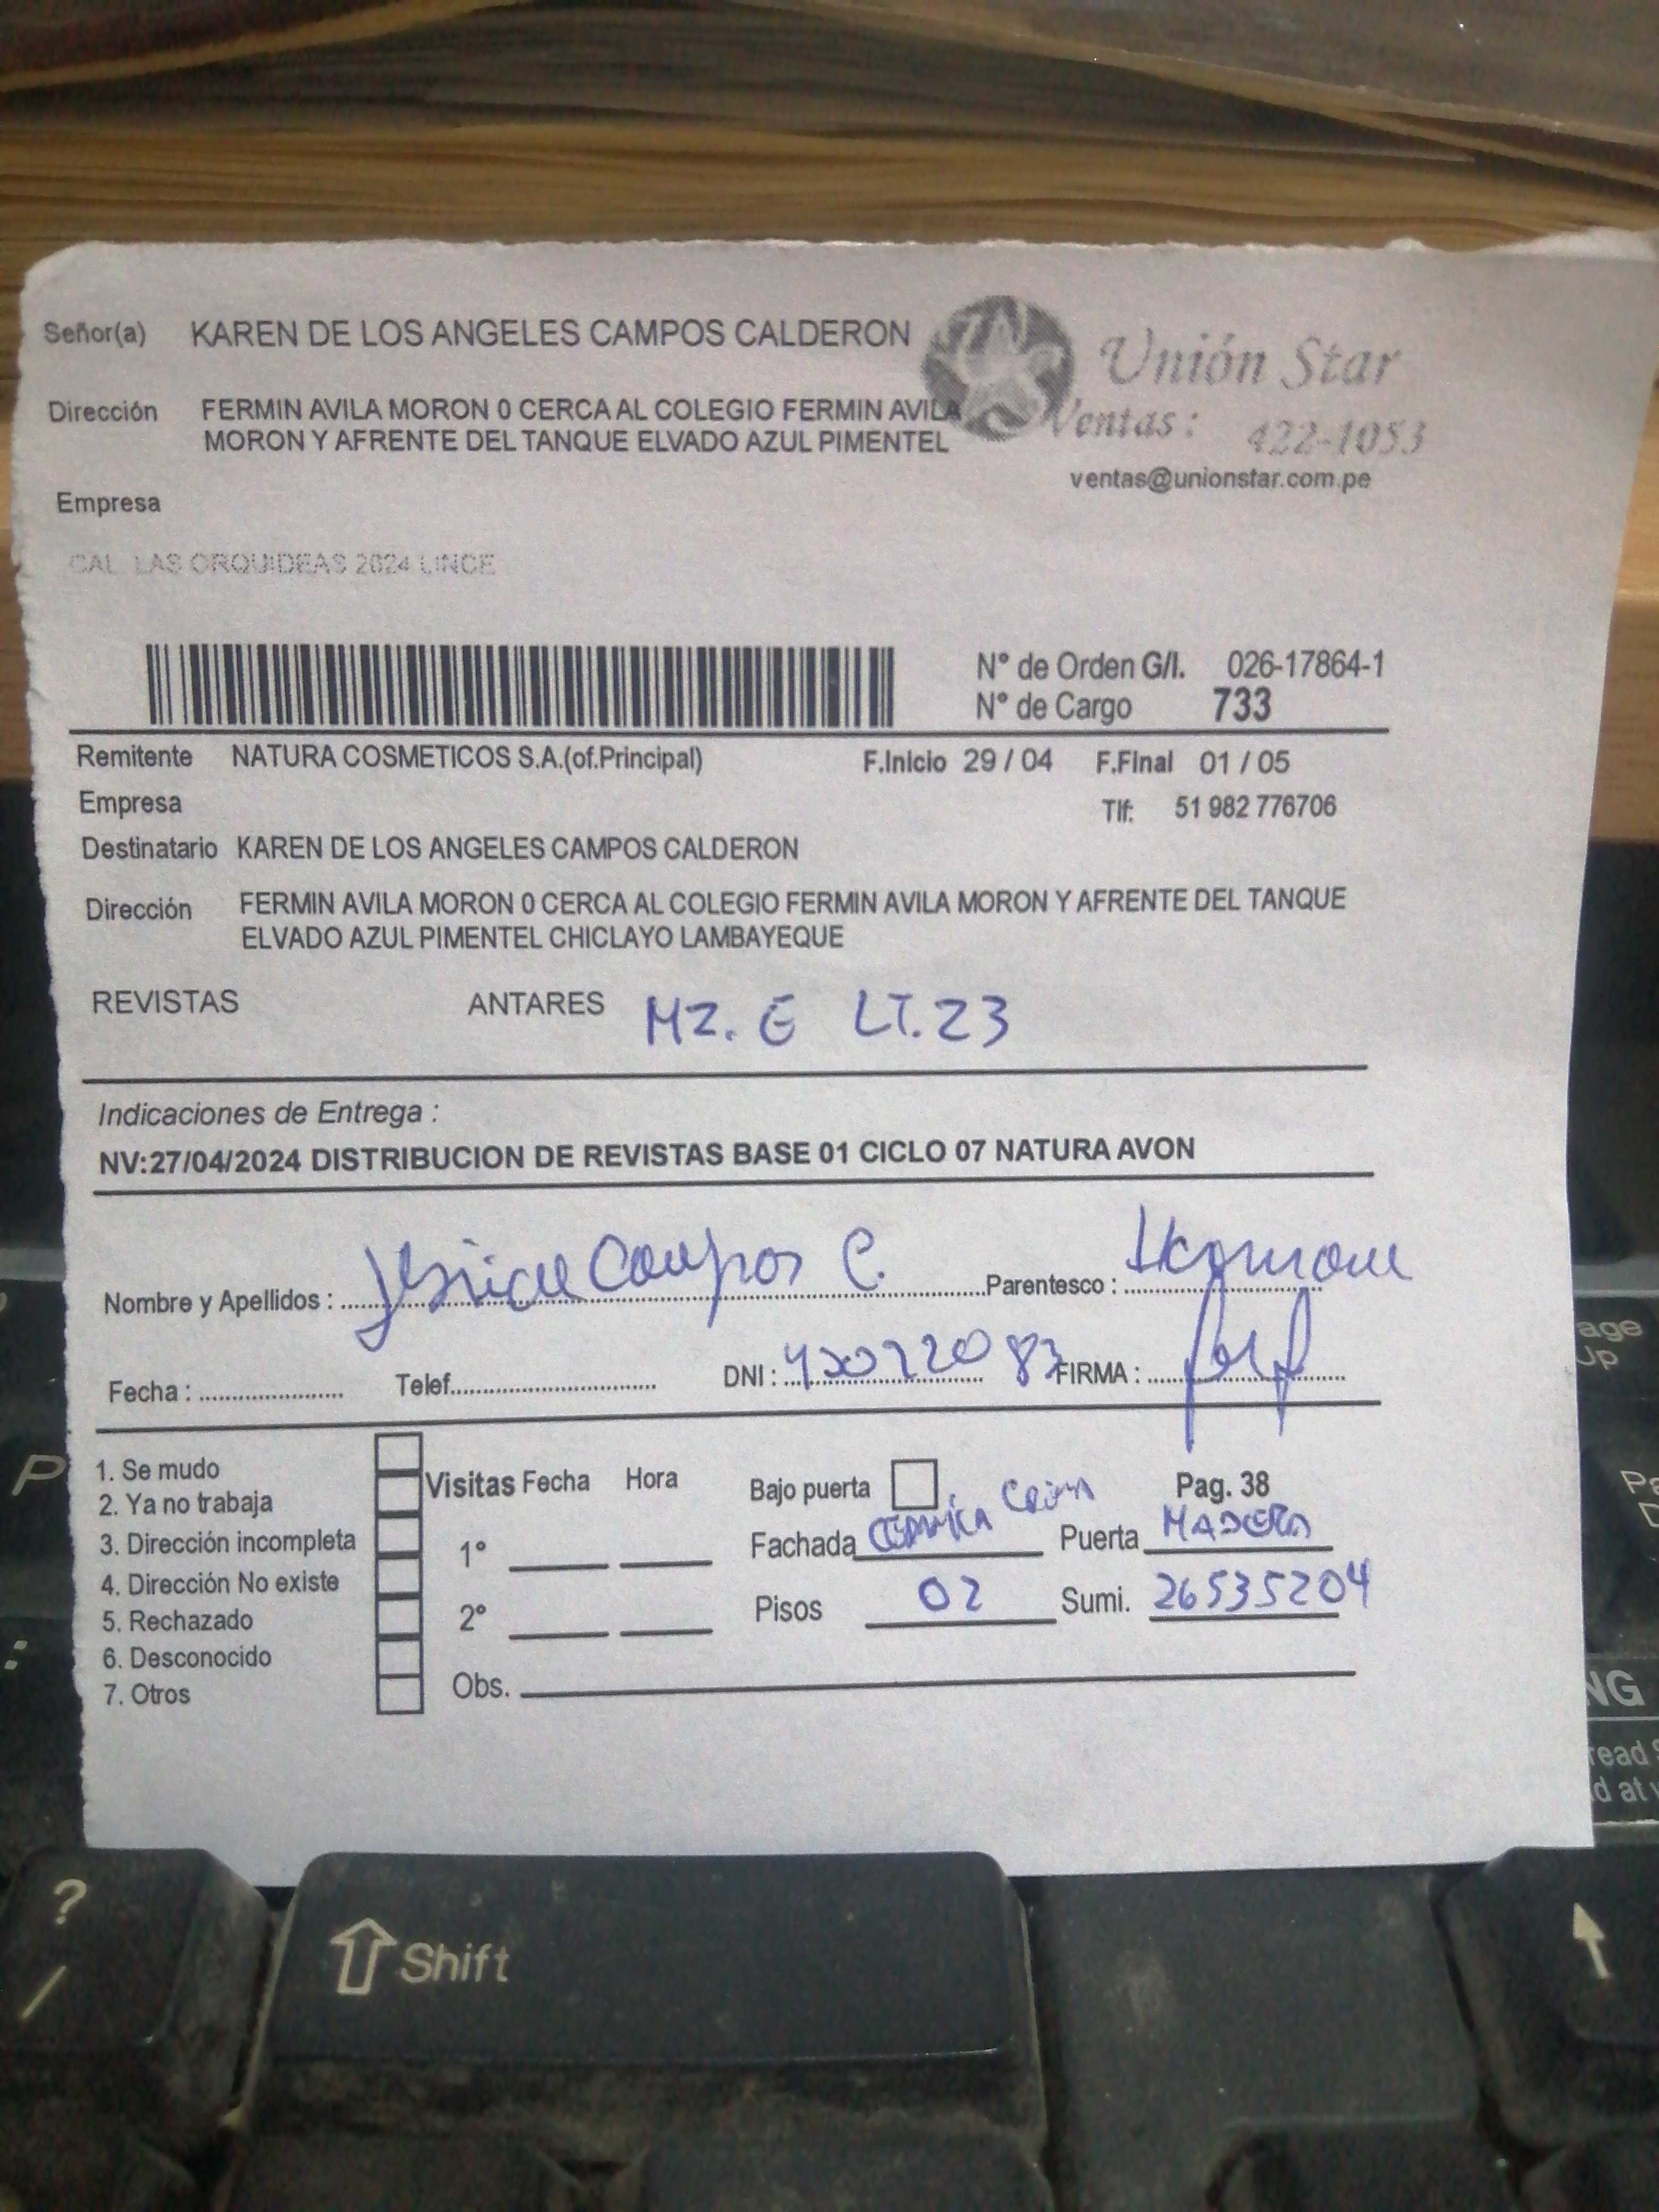 Señor(a) KAREN DE LOS ANGELES CAMPOS CALDERON
Unión Star
Dirección FERMIN AVILA MORON 0 CERCA AL COLEGIO FERMIN AVILA
MORON Y AFRENTE DEL TANQUE ELVADO AZUL PIMENTEL
Ventas: 422-1053
ventas@unionstar.com.pe
Empresa
CAL LAS ORQUIDEAS 2024 LINCE
N° de Orden G/I. 026-17864-1
N° de Cargo 733
Remitente NATURA COSMETICOS S.A.(of.Principal) F.Inicio 29 / 04 F.Final 01 / 05
Empresa Tlf: 51 982 776706
Destinatario KAREN DE LOS ANGELES CAMPOS CALDERON
Dirección FERMIN AVILA MORON 0 CERCA AL COLEGIO FERMIN AVILA MORON Y AFRENTE DEL TANQUE
ELVADO AZUL PIMENTEL CHICLAYO LAMBAYEQUE
REVISTAS ANTARES MZ. E LT. 23
Indicaciones de Entrega :
NV:27/04/2024 DISTRIBUCION DE REVISTAS BASE 01 CICLO 07 NATURA AVON
Nombre y Apellidos : Campos C. Parentesco :
Fecha : Telef. DNI : FIRMA :
1. Se mudo
2. Ya no trabaja
3. Dirección incompleta
4. Dirección No existe
5. Rechazado
6. Desconocido
7. Otros
Visitas Fecha Hora
1°
2°
Obs.
Bajo puerta Pag. 38
Fachada Puerta MADERA
Pisos 02 Sumi. 26535204
age
Up
P
Pa
:
NG
read
d at
?
/
Shift